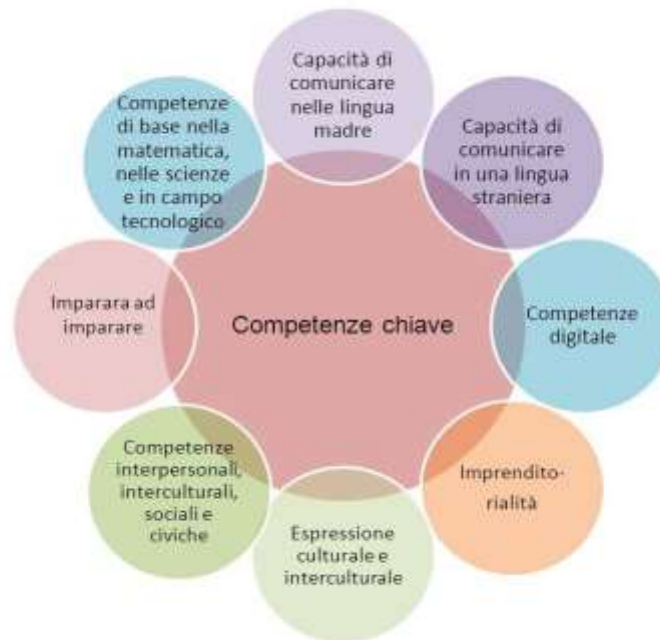 Capacità di
comunicare
nelle lingua
madre
Capacità di
comunicare
in una lingua
straniera
Competenze
digitale
Imprendito-
rialità
Espressione
culturale e
interculturale
Competenze
interpersonali,
interculturali,
sociali e
civiche
Imparara ad
imparare
Competenze
di base nella
matematica,
nelle scienze
e in campo
tecnologico
Competenze chiave